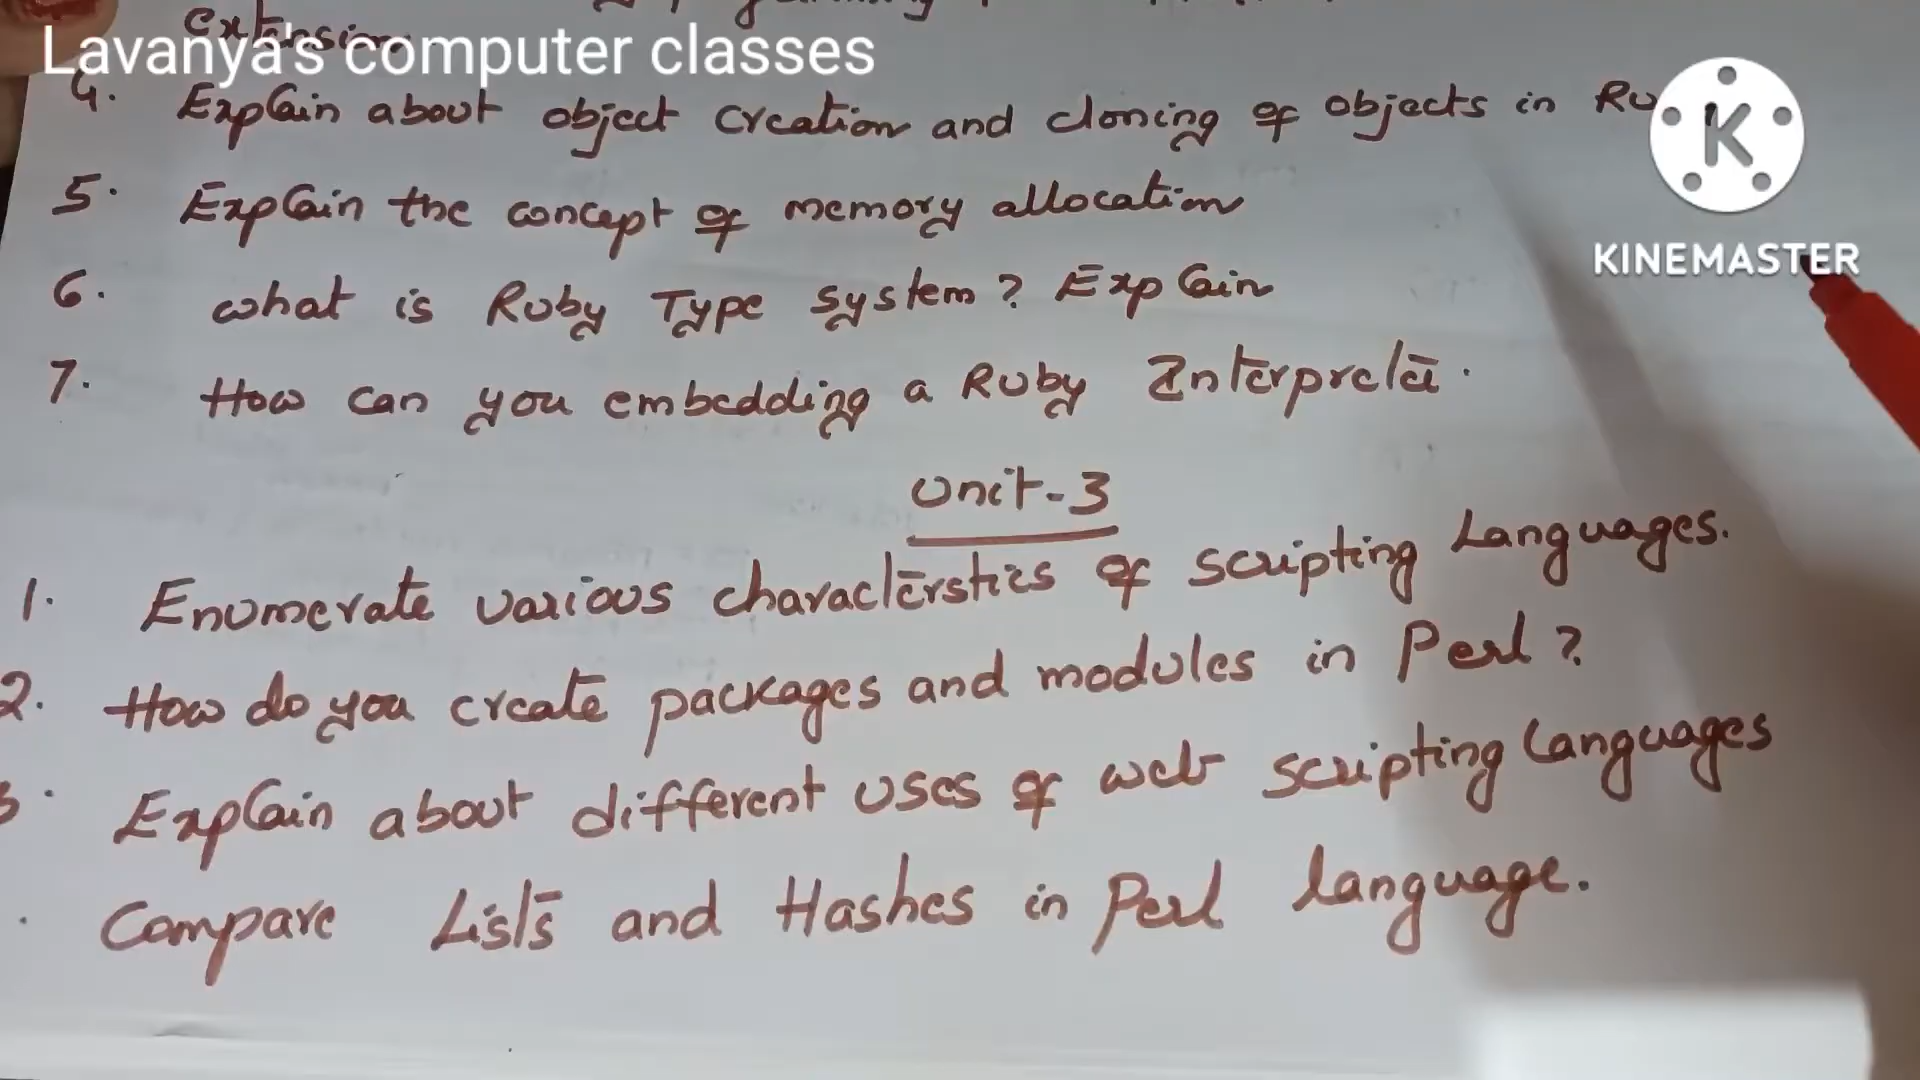 extension
Lavanya's computer classes
4. Explain about object creation and cloning of objects in
5. Explain the concept of memory allocation
6. what is Ruby Type system? Explain
7. How can you embedding a Ruby Interpreter.
Unit-3
1. Enumerate various characterstics of scripting Languages.
2. How do you create packages and modules in Perl?
3. Explain about different uses of web scripting languages
. Compare Lists and Hashes in Perl language.
K
KINEMASTER